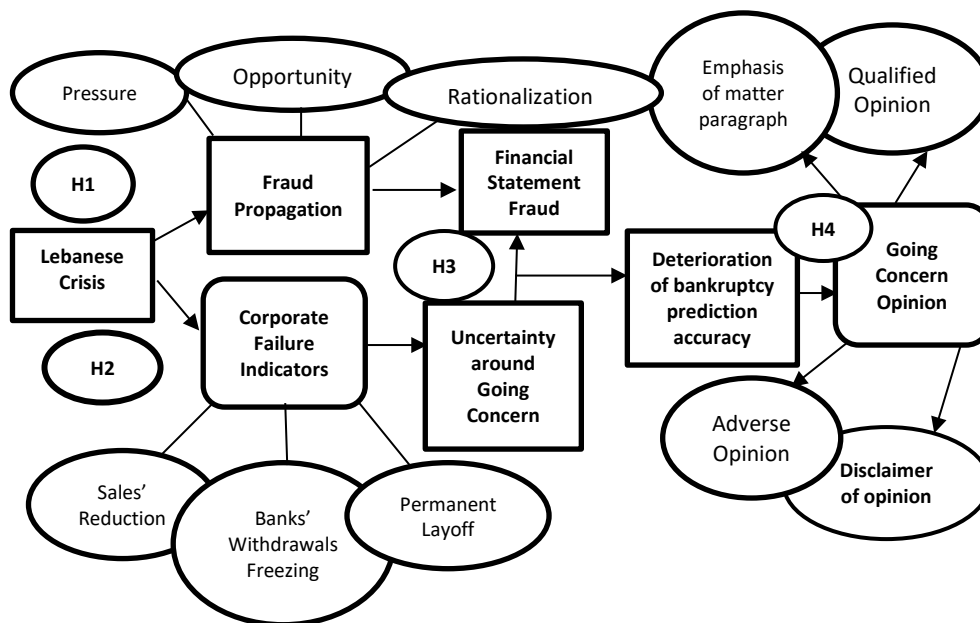 Pressure
Opportunity
Rationalization
Emphasis
of matter
paragraph
Qualified
Opinion
H1
Fraud
Propagation
Financial
Statement
Fraud
Lebanese
Crisis
H3
H4
Deterioration
of bankruptcy
prediction
accuracy
Going
Concern
Opinion
H2
Corporate
Failure
Indicators
Uncertainty
around
Going
Concern
Adverse
Opinion
Disclaimer
of opinion
Sales’
Reduction
Banks’
Withdrawals
Freezing
Permanent
Layoff